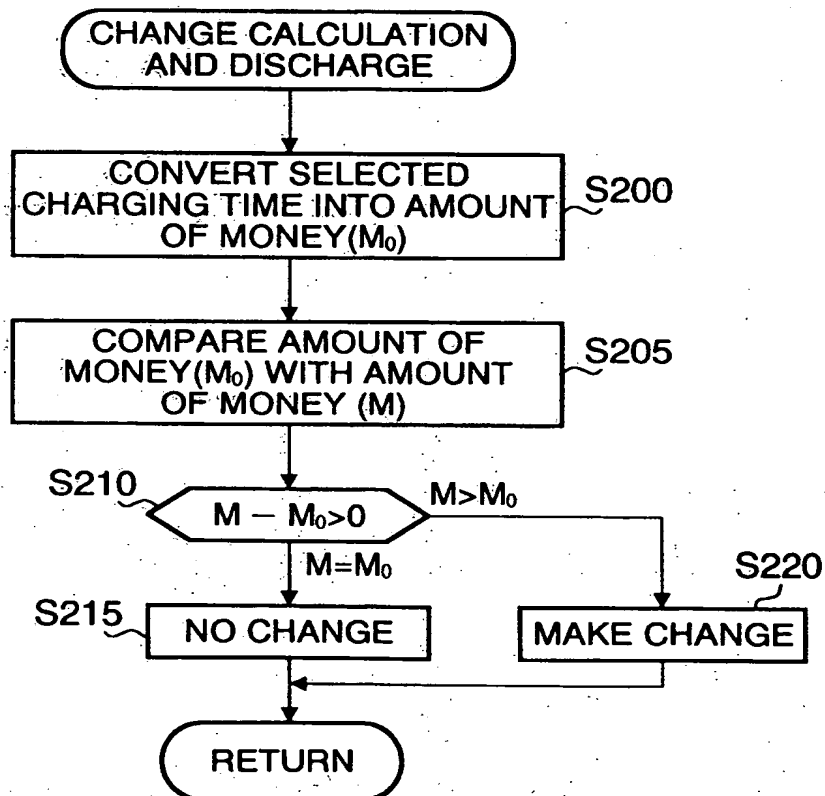 CHANGE CALCULATION
AND DISCHARGE
CONVERT SELECTED
CHARGING TIME INTO AMOUNT
OF MONEY(M₀)
S200
COMPARE AMOUNT OF
MONEY(M₀) WITH AMOUNT
OF MONEY (M)
S205
S210
M − M₀>0
M>M₀
M=M₀
S215
NO CHANGE
S220
MAKE CHANGE
RETURN